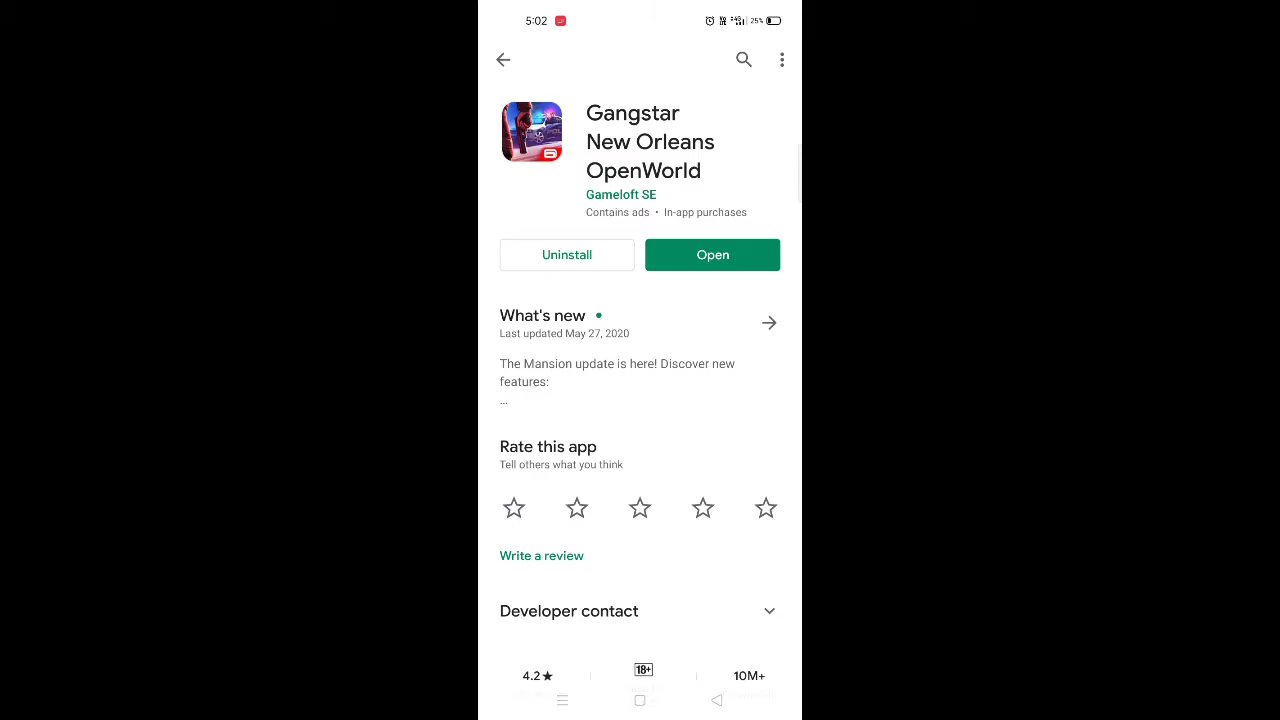 5:02
25%
Gangstar
New Orleans
OpenWorld
Gameloft SE
Contains ads • In-app purchases
Uninstall
Open
What's new •
Last updated May 27, 2020
The Mansion update is here! Discover new
features:
...
Rate this app
Tell others what you think
Write a review
Developer contact
4.2★
18+
10M+